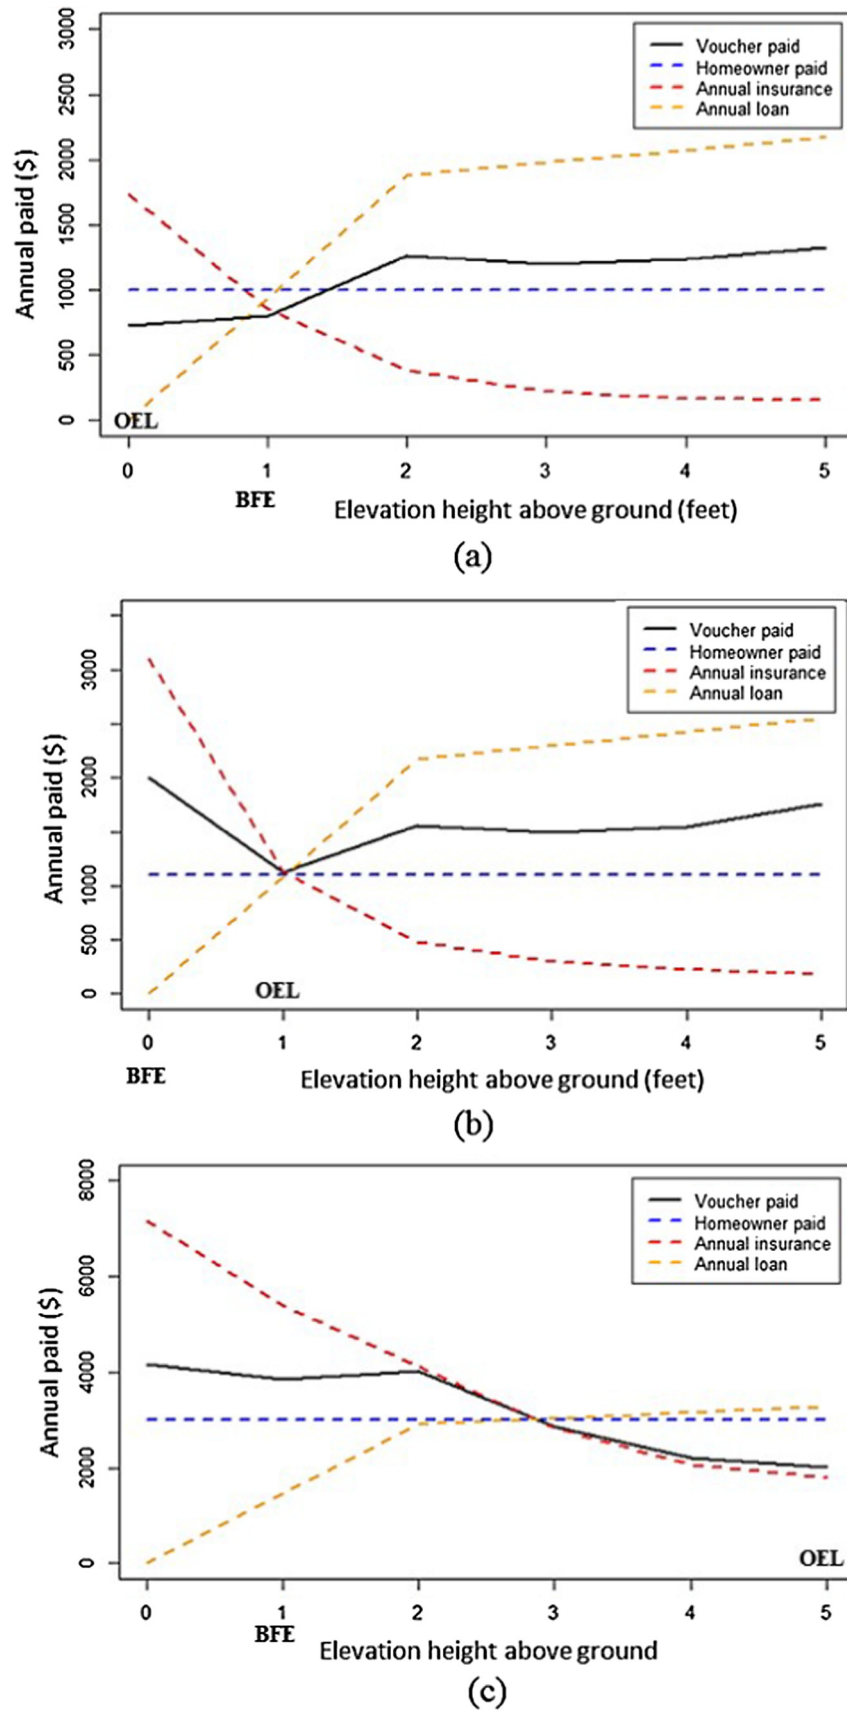 3000
2500
2000
1500
1000
500
0
Annual paid ($)
Voucher paid
Homeowner paid
Annual insurance
Annual loan
OEL
0 1 2 3 4 5
BFE
Elevation height above ground (feet)
(a)
3000
2000
1000
500
0
Annual paid ($)
Voucher paid
Homeowner paid
Annual insurance
Annual loan
OEL
0 1 2 3 4 5
BFE
Elevation height above ground (feet)
(b)
8000
6000
4000
2000
0
Annual paid ($)
Voucher paid
Homeowner paid
Annual insurance
Annual loan
OEL
0 1 2 3 4 5
BFE
Elevation height above ground
(c)